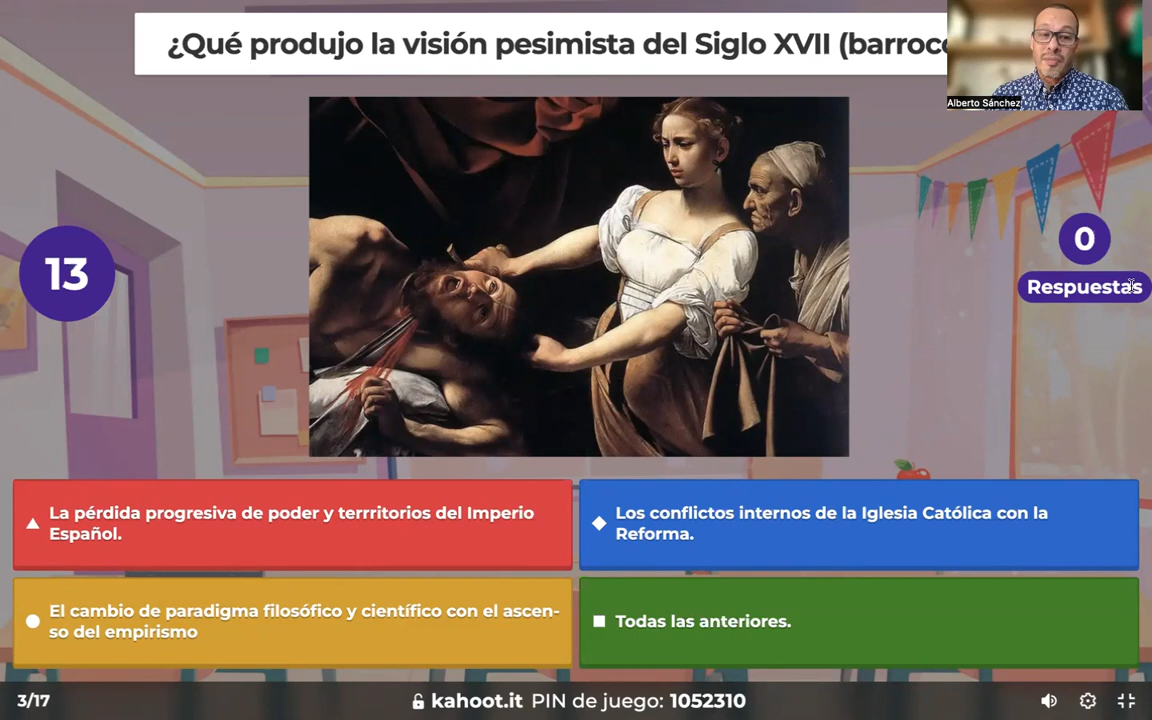 ¿Qué produjo la visión pesimista del Siglo XVII (barroco
Alberto Sánchez
13
0
Respuestas
La pérdida progresiva de poder y terrritorios del Imperio
Español.
Los conflictos internos de la Iglesia Católica con la
Reforma.
El cambio de paradigma filosófico y científico con el ascen-
so del empirismo
Todas las anteriores.
3/17
kahoot.it PIN de juego: 1052310